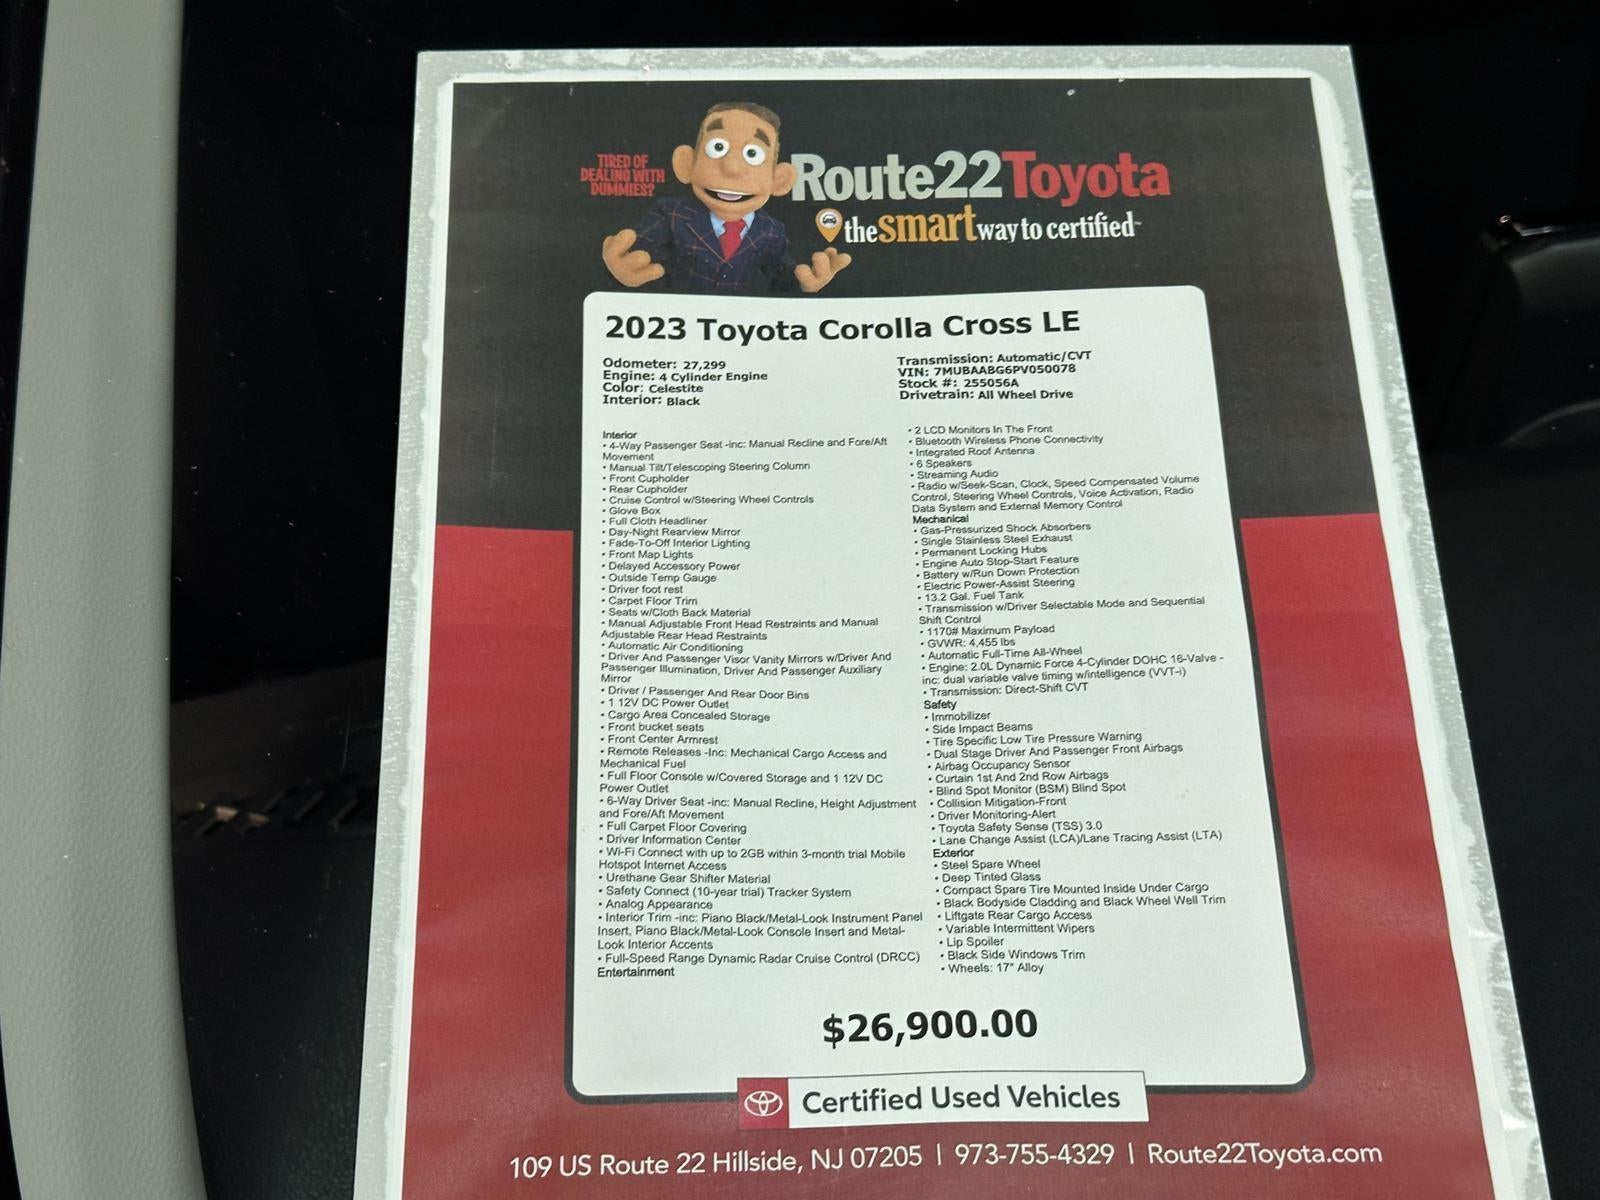 TIRED OF
DEALING WITH
DUMMIES?
Route22Toyota
the smart way to certified™
2023 Toyota Corolla Cross LE
Odometer: 27,299
Engine: 4 Cylinder Engine
Color: Celestite
Interior: Black
Transmission: Automatic/CVT
VIN: 7MUBAABG6PV050078
Stock #: 255056A
Drivetrain: All Wheel Drive
Interior
• 4-Way Passenger Seat -inc: Manual Recline and Fore/Aft
Movement
• Manual Tilt/Telescoping Steering Column
• Front Cupholder
• Rear Cupholder
• Cruise Control w/Steering Wheel Controls
• Glove Box
• Full Cloth Headliner
• Day-Night Rearview Mirror
• Fade-To-Off Interior Lighting
• Front Map Lights
• Delayed Accessory Power
• Outside Temp Gauge
• Driver foot rest
• Carpet Floor Trim
• Seats w/Cloth Back Material
• Manual Adjustable Front Head Restraints and Manual
Adjustable Rear Head Restraints
• Automatic Air Conditioning
• Driver And Passenger Visor Vanity Mirrors w/Driver And
Passenger Illumination, Driver And Passenger Auxiliary
Mirror
• Driver / Passenger And Rear Door Bins
• 1 12V DC Power Outlet
• Cargo Area Concealed Storage
• Front bucket seats
• Front Center Armrest
• Remote Releases -Inc: Mechanical Cargo Access and
Mechanical Fuel
• Full Floor Console w/Covered Storage and 1 12V DC
Power Outlet
• 6-Way Driver Seat -inc: Manual Recline, Height Adjustment
and Fore/Aft Movement
• Full Carpet Floor Covering
• Driver Information Center
• Wi-Fi Connect with up to 2GB within 3-month trial Mobile
Hotspot Internet Access
• Urethane Gear Shifter Material
• Safety Connect (10-year trial) Tracker System
• Analog Appearance
• Interior Trim -inc: Piano Black/Metal-Look Instrument Panel
Insert, Piano Black/Metal-Look Console Insert and Metal-
Look Interior Accents
• Full-Speed Range Dynamic Radar Cruise Control (DRCC)
Entertainment
• 2 LCD Monitors In The Front
• Bluetooth Wireless Phone Connectivity
• Integrated Roof Antenna
• 6 Speakers
• Streaming Audio
• Radio w/Seek-Scan, Clock, Speed Compensated Volume
Control, Steering Wheel Controls, Voice Activation, Radio
Data System and External Memory Control
Mechanical
• Gas-Pressurized Shock Absorbers
• Single Stainless Steel Exhaust
• Permanent Locking Hubs
• Engine Auto Stop-Start Feature
• Battery w/Run Down Protection
• Electric Power-Assist Steering
• 13.2 Gal. Fuel Tank
• Transmission w/Driver Selectable Mode and Sequential
Shift Control
• 1170# Maximum Payload
• GVWR: 4,455 lbs
• Automatic Full-Time All-Wheel
• Engine: 2.0L Dynamic Force 4-Cylinder DOHC 16-Valve -
inc: dual variable valve timing w/intelligence (VVT-i)
• Transmission: Direct-Shift CVT
Safety
• Immobilizer
• Side Impact Beams
• Tire Specific Low Tire Pressure Warning
• Dual Stage Driver And Passenger Front Airbags
• Airbag Occupancy Sensor
• Curtain 1st And 2nd Row Airbags
• Blind Spot Monitor (BSM) Blind Spot
• Collision Mitigation-Front
• Driver Monitoring-Alert
• Toyota Safety Sense (TSS) 3.0
• Lane Change Assist (LCA)/Lane Tracing Assist (LTA)
Exterior
• Steel Spare Wheel
• Deep Tinted Glass
• Compact Spare Tire Mounted Inside Under Cargo
• Black Bodyside Cladding and Black Wheel Well Trim
• Liftgate Rear Cargo Access
• Variable Intermittent Wipers
• Lip Spoiler
• Black Side Windows Trim
• Wheels: 17" Alloy
$26,900.00
Certified Used Vehicles
109 US Route 22 Hillside, NJ 07205 | 973-755-4329 | Route22Toyota.com